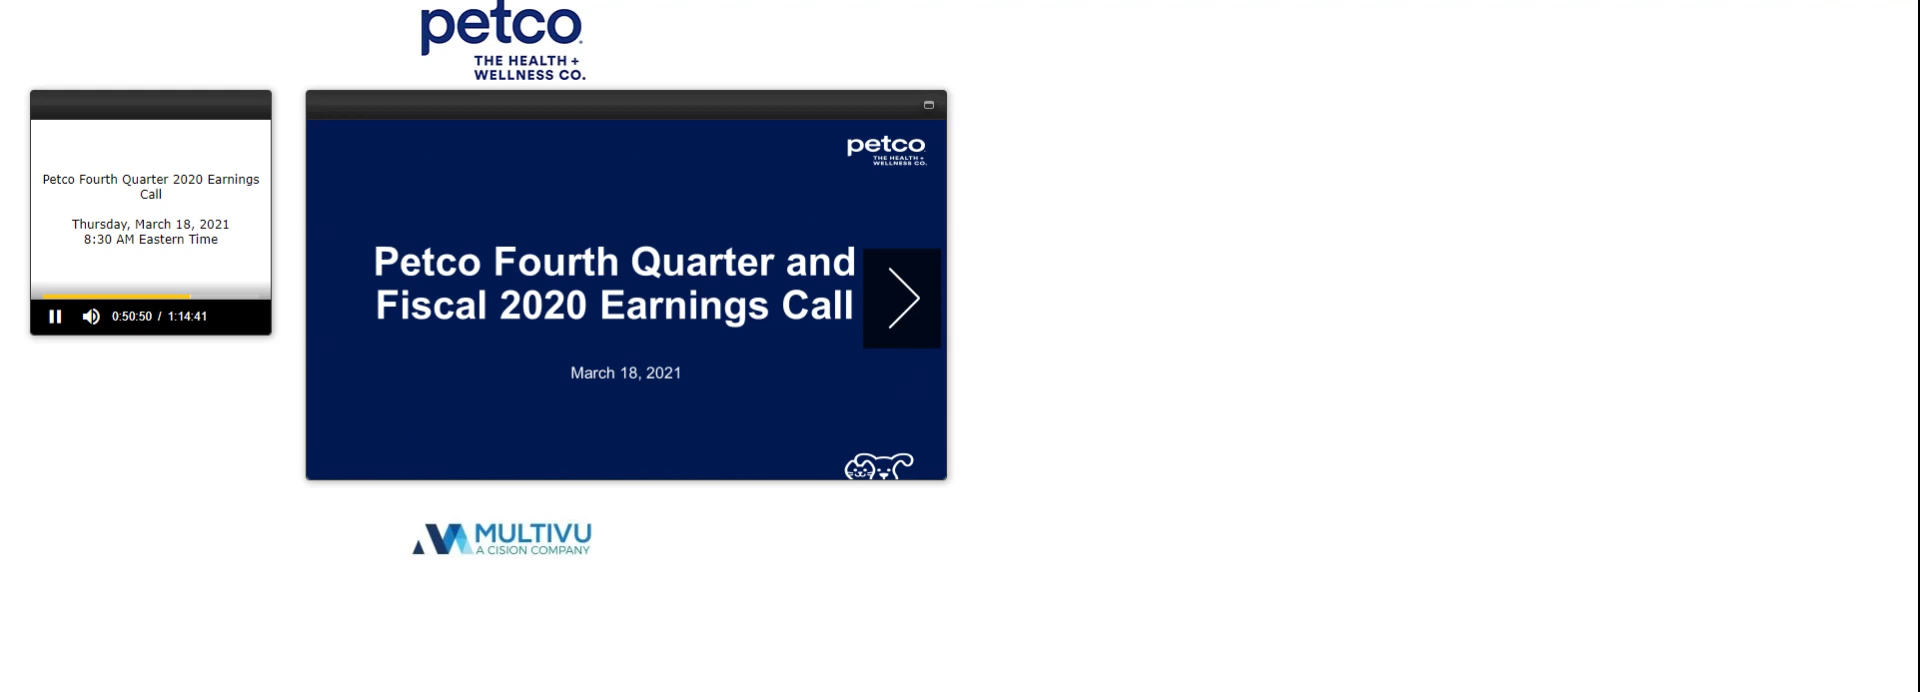 petco
THE HEALTH +
WELLNESS CO.
Petco Fourth Quarter 2020 Earnings
Call
Thursday, March 18, 2021
8:30 AM Eastern Time
0:50:50 / 1:14:41
petco
THE HEALTH +
WELLNESS CO.
Petco Fourth Quarter and
Fiscal 2020 Earnings Call
March 18, 2021
MULTIVU
A CISION COMPANY